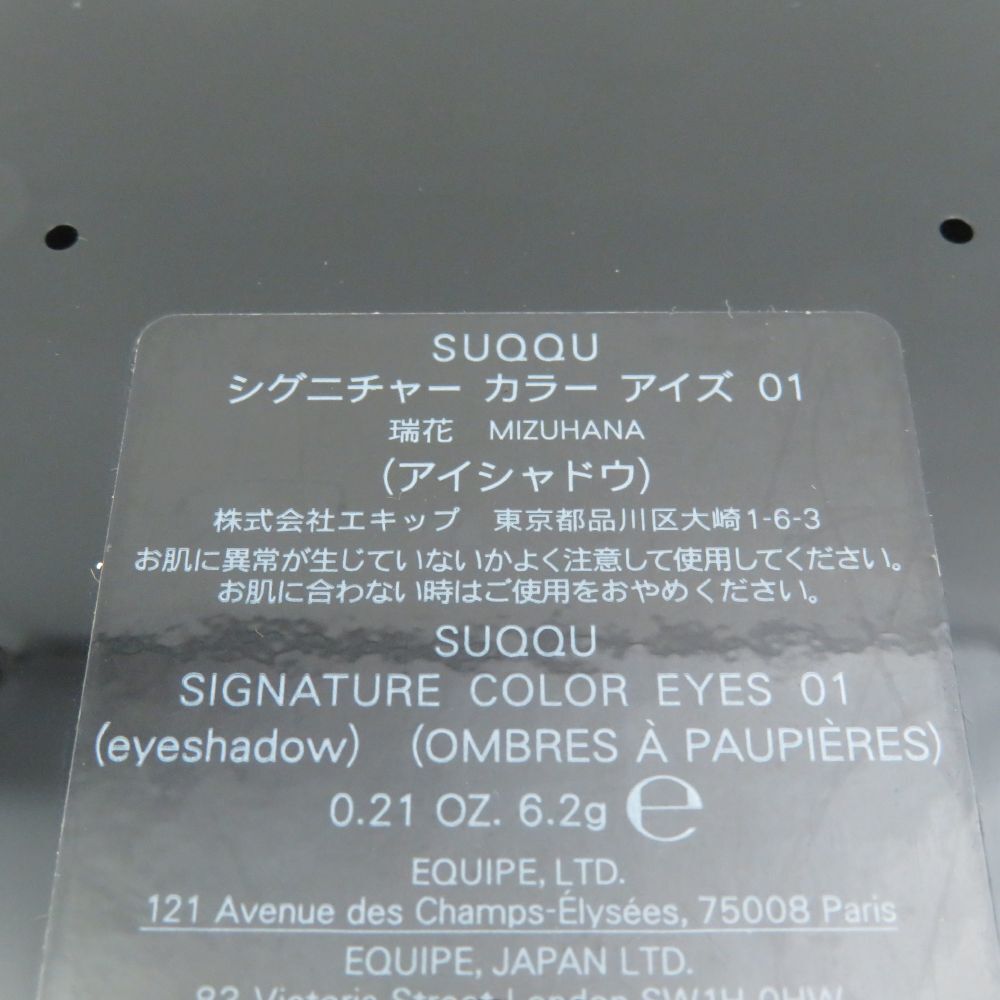 SUQQU
シグニチャー カラー アイズ 01
瑞花 MIZUHANA
(アイシャドウ)
株式会社エキップ 東京都品川区大崎1-6-3
お肌に異常が生じていないかよく注意して使用してください。
お肌に合わない時はご使用をおやめください。
SUQQU
SIGNATURE COLOR EYES 01
(eyeshadow) (OMBRES À PAUPIÈRES)
0.21 OZ. 6.2g ℮
EQUIPE, LTD.
121 Avenue des Champs-Élysées, 75008 Paris
EQUIPE, JAPAN LTD.
83 Victoria Street London SW1H 0HW